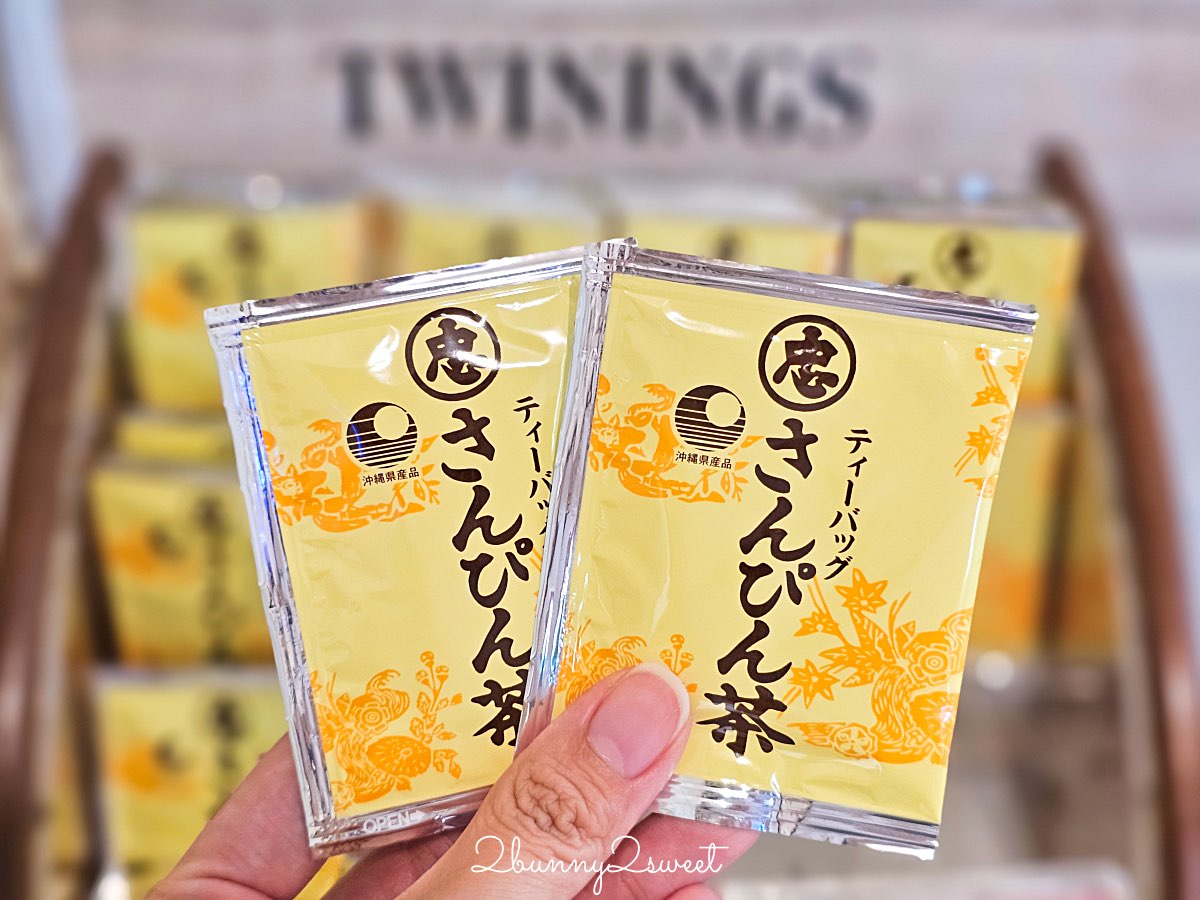 TWININGS
忠
沖縄県産品
ティーバッグ
さんぴん茶
OPEN
忠
沖縄県産品
ティーバッグ
さんぴん茶
忠
2bunny2sweet